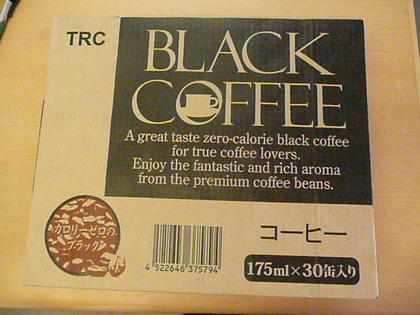 TRC
BLACK
COFFEE
A great taste zero-calorie black coffee
for true coffee lovers.
Enjoy the fantastic and rich aroma
from the premium coffee beans.
カロリーゼロの
ブラック
コーヒー
4 522646 375794
175ml×30缶入り